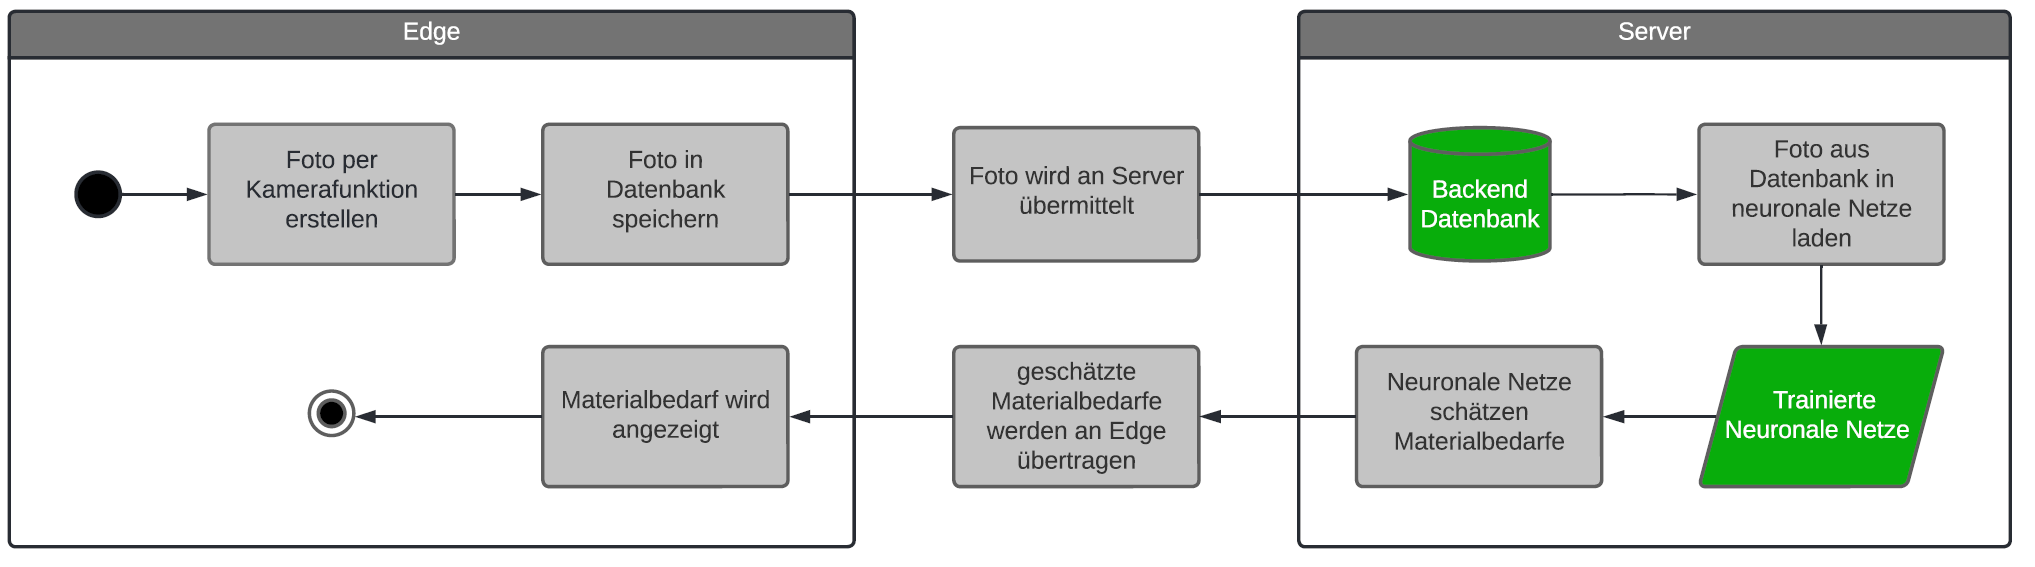 Edge
Server
Foto per
Kamerafunktion
erstellen
Foto in
Datenbank
speichern
Foto wird an Server
übermittelt
Backend
Datenbank
Foto aus
Datenbank in
neuronale Netze
laden
Trainierte
Neuronale Netze
Neuronale Netze
schätzen
Materialbedarfe
geschätzte
Materialbedarfe
werden an Edge
übertragen
Materialbedarf wird
angezeigt